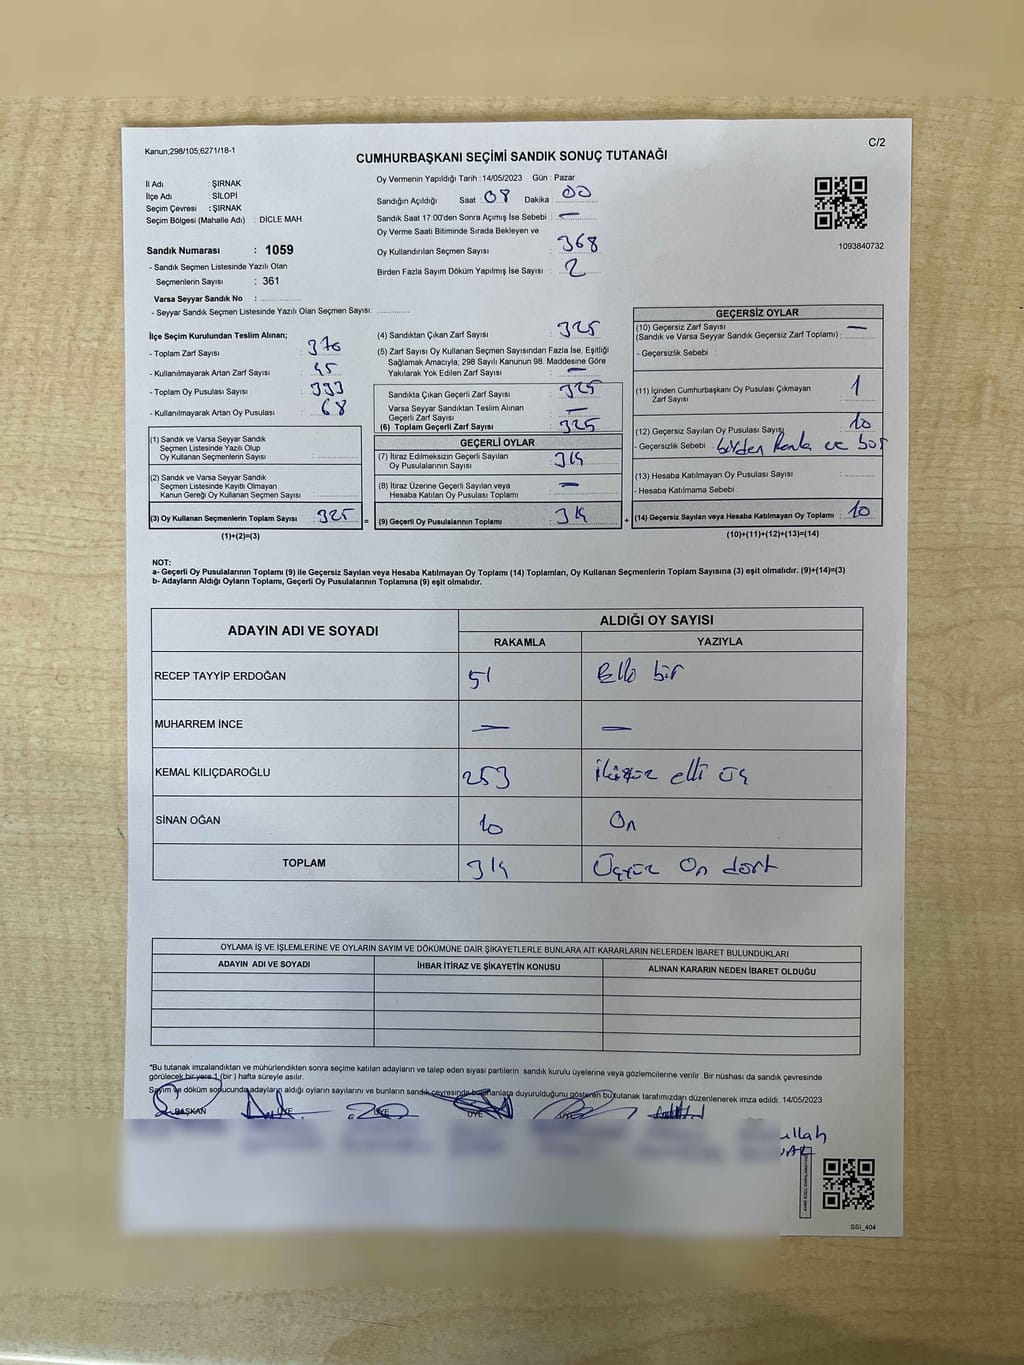 Kanun;298/105;6271/18-1
C/2
CUMHURBAŞKANI SEÇİMİ SANDIK SONUÇ TUTANAĞI
İl Adı : ŞIRNAK
İlçe Adı : SİLOPİ
Seçim Çevresi : ŞIRNAK
Seçim Bölgesi (Mahalle Adı) : DİCLE MAH.
Sandık Numarası : 1059
- Sandık Seçmen Listesinde Yazılı Olan
Seçmenlerin Sayısı : 361
Varsa Seyyar Sandık No :
- Seyyar Sandık Seçmen Listesinde Yazılı Olan Seçmen Sayısı:
Oy Vermenin Yapıldığı Tarih : 14/05/2023 Gün : Pazar
Sandığın Açıldığı Saat : 08 Dakika : 00
Sandık Saat 17:00'den Sonra Açımış İse Sebebi : —
Oy Verme Saati Bitiminde Sırada Bekleyen ve
Oy Kullandırılan Seçmen Sayısı : 368
Birden Fazla Sayım Döküm Yapılmış İse Sayısı : 2
1093840732
İlçe Seçim Kurulundan Teslim Alınan;
- Toplam Zarf Sayısı : 370
- Kullanılmayarak Artan Zarf Sayısı : 45
- Toplam Oy Pusulası Sayısı : 393
- Kullanılmayarak Artan Oy Pusulası : 68
(1) Sandık ve Varsa Seyyar Sandık
Seçmen Listesinde Yazılı Olup
Oy Kullanan Seçmenlerin Sayısı :
(2) Sandık ve Varsa Seyyar Sandık
Seçmen Listesinde Kayıtlı Olmayan
Kanun Gereği Oy Kullanan Seçmen Sayısı :
(3) Oy Kullanan Seçmenlerin Toplam Sayısı : 325 =
(1)+(2)=(3)
(4) Sandıktan Çıkan Zarf Sayısı : 325
(5) Zarf Sayısı Oy Kullanan Seçmen Sayısından Fazla İse, Eşitliği
Sağlamak Amacıyla; 298 Sayılı Kanunun 98. Maddesine Göre
Yakılarak Yok Edilen Zarf Sayısı : —
Sandıkta Çıkan Geçerli Zarf Sayısı : 325
Varsa Seyyar Sandıktan Teslim Alınan
Geçerli Zarf Sayısı : —
(6) Toplam Geçerli Zarf Sayısı : 325
GEÇERLİ OYLAR
(7) İtiraz Edilmeksizin Geçerli Sayılan
Oy Pusulalarının Sayısı : 314
(8) İtiraz Üzerine Geçerli Sayılan veya
Hesaba Katılan Oy Pusulası Toplamı : —
(9) Geçerli Oy Pusulalarının Toplamı : 314 +
GEÇERSİZ OYLAR
(10) Geçersiz Zarf Sayısı : —
(Sandık ve Varsa Seyyar Sandık Geçersiz Zarf Toplamı) :
- Geçersizlik Sebebi :
(11) İçinden Cumhurbaşkanı Oy Pusulası Çıkmayan
Zarf Sayısı : 1
(12) Geçersiz Sayılan Oy Pusulası Sayısı : 10
- Geçersizlik Sebebi : birden fazla
(13) Hesaba Katılmayan Oy Pusulası Sayısı :
- Hesaba Katılmama Sebebi :
(14) Geçersiz Sayılan veya Hesaba Katılmayan Oy Toplamı : 10
(10)+(11)+(12)+(13)=(14)
NOT:
a- Geçerli Oy Pusulalarının Toplamı (9) ile Geçersiz Sayılan veya Hesaba Katılmayan Oy Toplamı (14) Toplamları, Oy Kullanan Seçmenlerin Toplam Sayısına (3) eşit olmalıdır. (9)+(14)=(3)
b- Adayların Aldığı Oyların Toplamı, Geçerli Oy Pusulalarının Toplamına (9) eşit olmalıdır.
ADAYIN ADI VE SOYADI
ALDIĞI OY SAYISI
RAKAMLA YAZIYLA
RECEP TAYYİP ERDOĞAN 51 Elli bir
MUHARREM İNCE — —
KEMAL KILIÇDAROĞLU 253 İkiyüz elli üç
SİNAN OĞAN 10 On
TOPLAM 314 Üçyüz On dört
OYLAMA İŞ VE İŞLEMLERİNE VE OYLARIN SAYIM VE DÖKÜMÜNE DAİR ŞİKAYETLERLE BUNLARA AİT KARARLARIN NELERDEN İBARET BULUNDUKLARI
ADAYIN ADI VE SOYADI İHBAR İTİRAZ VE ŞİKAYETİN KONUSU ALINAN KARARIN NEDEN İBARET OLDUĞU
*Bu tutanak imzalandıktan ve mühürlendikten sonra seçime katılan adayların ve talep eden siyasi partilerin sandık kurulu üyelerine veya gözlemcilerine verilir .Bir nüshası da sandık çevresinde
görülecek bir yere 1 (bir ) hafta süreyle asılır.
Sayım ve döküm sonucunda adayların aldığı oyların sayılarını ve bunların sandık çevresinde bulunanlara duyurulduğunu gösteren bu tutanak tarafımızdan düzenlenerek imza edildi. 14/05/2023
BAŞKAN ÜYE ÜYE ÜYE ÜYE
ullah
SSI_404